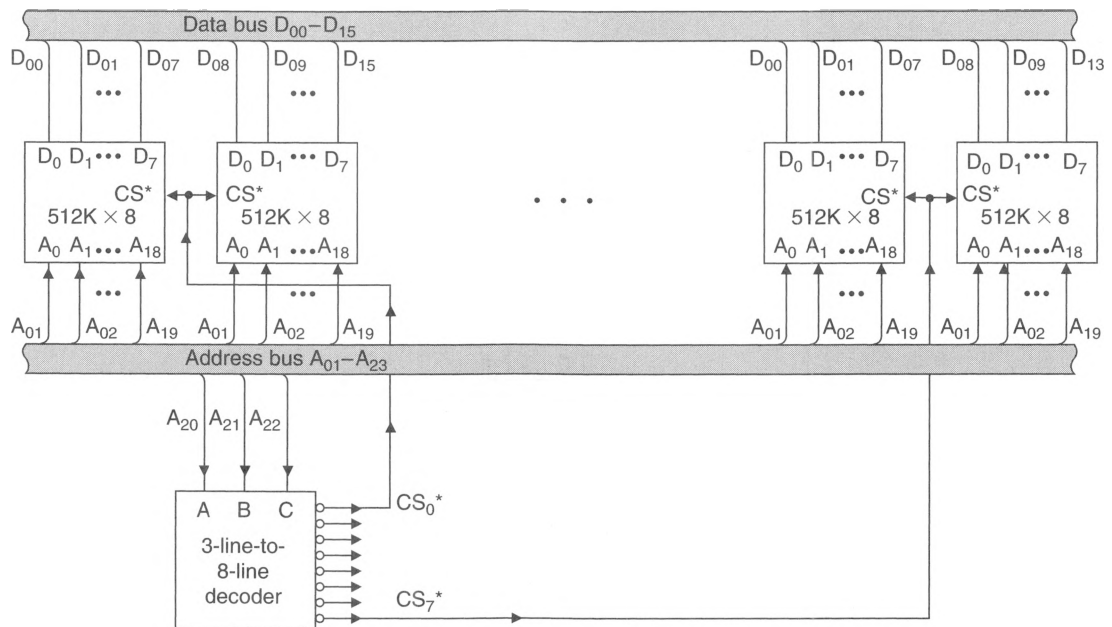 Data bus D₀₀–D₁₅
D₀₀ D₀₁ D₀₇ D₀₈ D₀₉ D₁₅ D₀₀ D₀₁ D₀₇ D₀₈ D₀₉ D₁₃
••• ••• ••• •••
D₀ D₁ ••• D₇ D₀ D₁ ••• D₇ D₀ D₁ ••• D₇ D₀ D₁ ••• D₇
CS* CS* CS* CS*
512K × 8 512K × 8 • • • 512K × 8 512K × 8
A₀ A₁ ••• A₁₈ A₀ A₁ ••• A₁₈ A₀ A₁ ••• A₁₈ A₀ A₁ ••• A₁₈
••• ••• ••• •••
A₀₁ A₀₂ A₁₉ A₀₁ A₀₂ A₁₉ A₀₁ A₀₂ A₁₉ A₀₁ A₀₂ A₁₉
Address bus A₀₁–A₂₃
A₂₀ A₂₁ A₂₂
A B C
CS₀*
3-line-to-
8-line
decoder
CS₇*